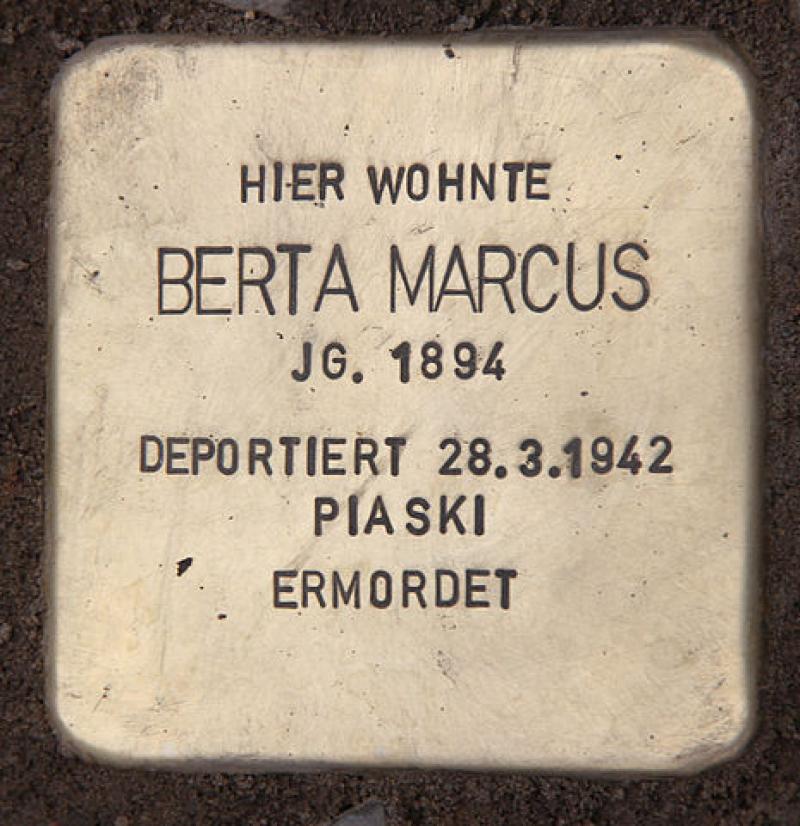 HIER WOHNTE
BERTA MARCUS
JG. 1894
DEPORTIERT 28.3.1942
PIASKI
ERMORDET